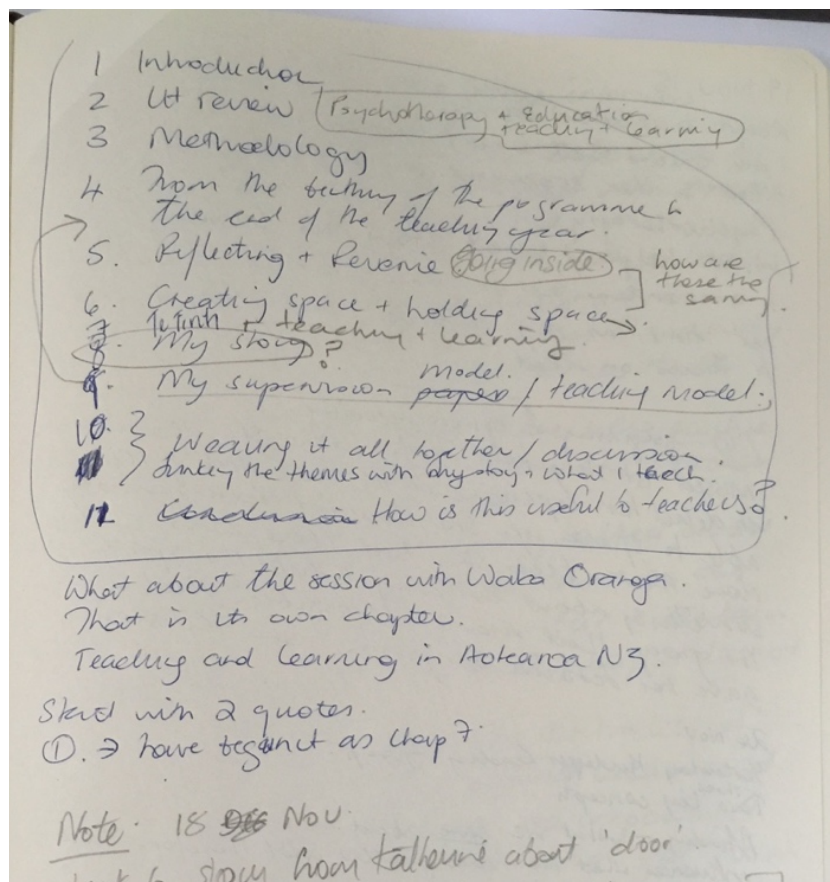 1 Introduction
2 Lit review (Psychotherapy + Education
teaching + learning)
3 Methodology
4 From the of the programme to
the end of the teaching year.
5. Reflecting + Reverie (going inside)
how are
these the
same.
6. Creating space + holding space
7 + teaching + learning
8. My story?
9. My supervision paper model. / teaching model.
10. } Weaving it all together / discussion.
11 the themes with my story + what I teach.
12 Conclusion How is this useful to teachers?
What about the session with Waka Oranga.
That is its own chapter.
Teaching and learning in Aotearoa NZ.
Start with 2 quotes.
①. → have as Chap 7.
Note. 18 Nov.
story from Katherine about 'door'